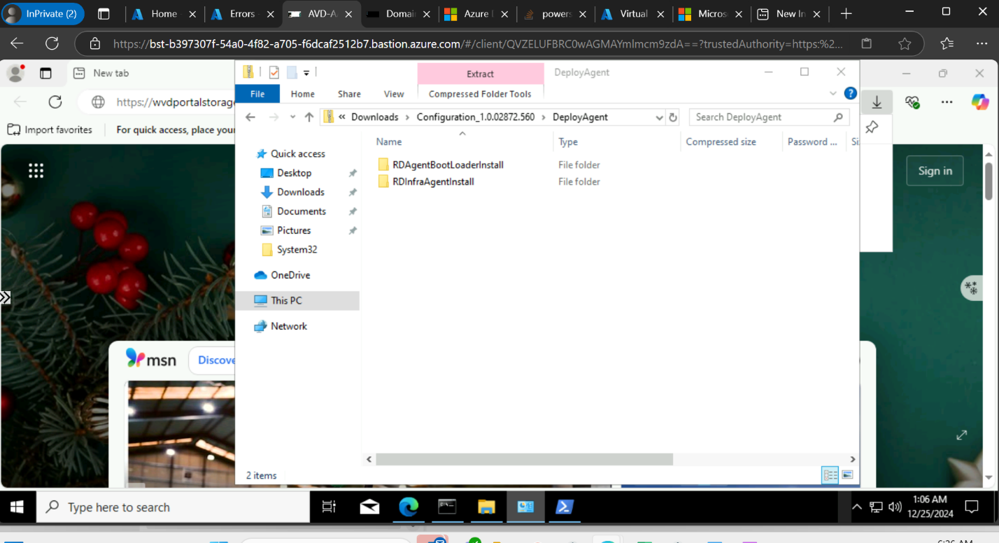 InPrivate (2)
Home
Errors
AVD-A
Domai
Azure
powers
Virtual
Micros
New In
https://bst-b397307f-54a0-4f82-a705-f6dcaf2512b7.bastion.azure.com/#/client/QVZELUFBRC0wAGMAYmlmcm9zdA==?trustedAuthority=https:%2...
New tab
Extract
DeployAgent
File
Home
Share
View
Compressed Folder Tools
https://wvdportalstorag
« Downloads > Configuration_1.0.02872.560 > DeployAgent
Search DeployAgent
Import favorites
For quick access, place your
Name
Type
Compressed size
Password ...
Si
Quick access
RDAgentBootLoaderInstall
File folder
Sign in
Desktop
RDInfraAgentInstall
File folder
Downloads
Documents
Pictures
System32
OneDrive
This PC
Network
msn
Discove
2 items
Type here to search
1:06 AM
12/25/2024